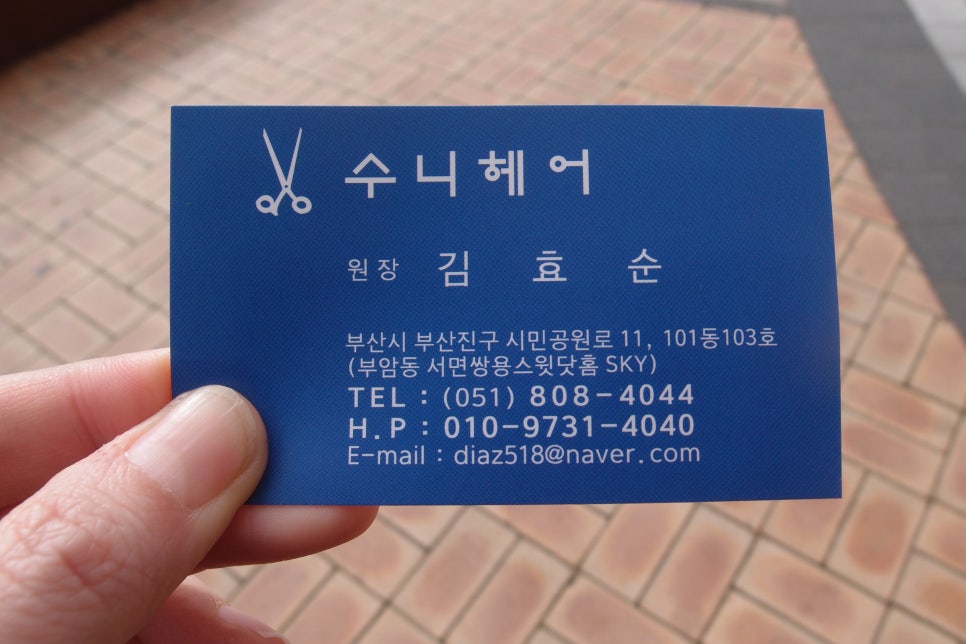 수니헤어
원장 김효순
부산시 부산진구 시민공원로 11, 101동103호
(부암동 서면쌍용스윗닷홈 SKY)
TEL : (051) 808-4044
H.P : 010-9731-4040
E-mail : diaz518@naver.com